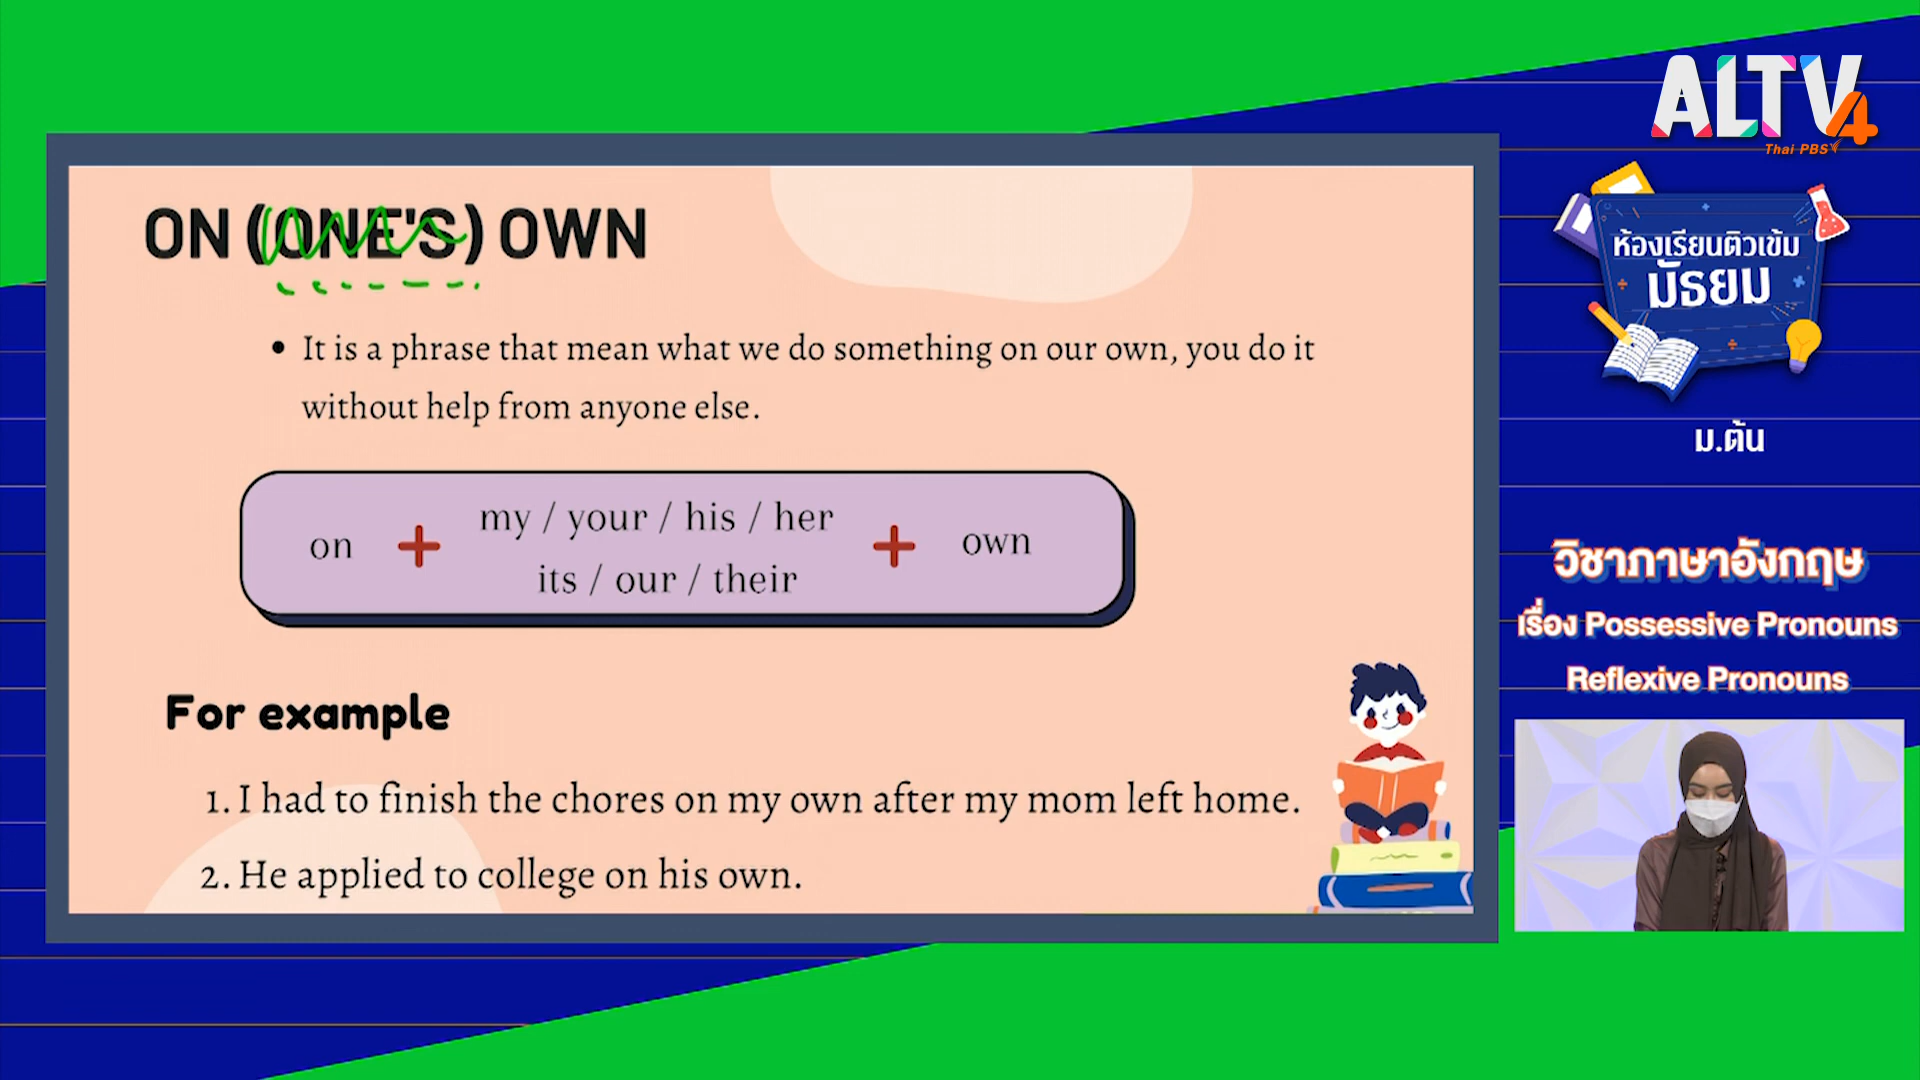 ON (ONE'S) OWN
• It is a phrase that mean what we do something on our own, you do it
without help from anyone else.
on + my / your / his / her + own
its / our / their
For example
1. I had to finish the chores on my own after my mom left home.
2. He applied to college on his own.
ALTV4
Thai PBS
ห้องเรียนติวเข้ม
มัธยม
ม.ต้น
วิชาภาษาอังกฤษ
เรื่อง Possessive Pronouns
Reflexive Pronouns